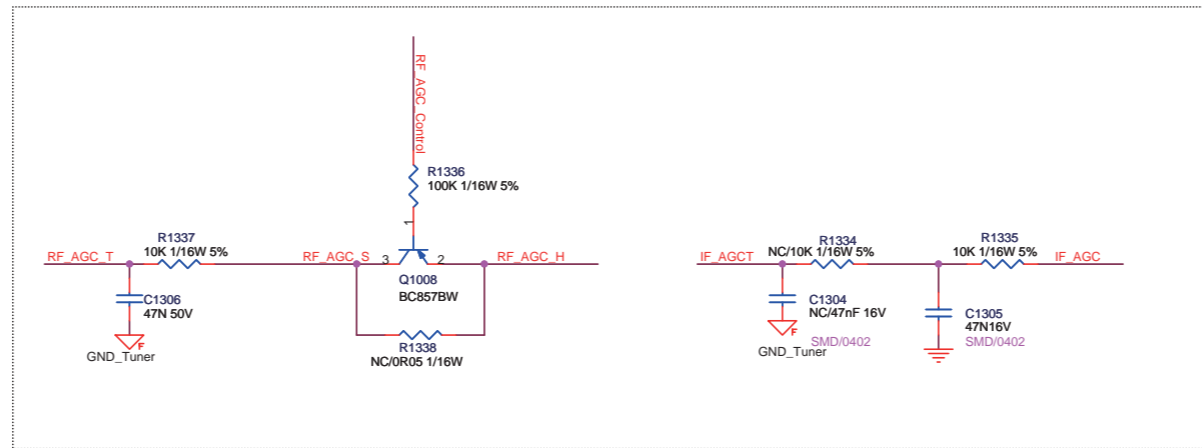 RF_AGC_Control
R1336
100K 1/16W 5%
1
R1337
10K 1/16W 5%
RF_AGC_T
RF_AGC_S
3
2
RF_AGC_H
Q1008
BC857BW
C1306
47N 50V
F
GND_Tuner
R1338
NC/0R05 1/16W
R1334
NC/10K 1/16W 5%
IF_AGCT
R1335
10K 1/16W 5%
IF_AGC
C1304
NC/47nF 16V
F
SMD/0402
GND_Tuner
C1305
47N16V
SMD/0402